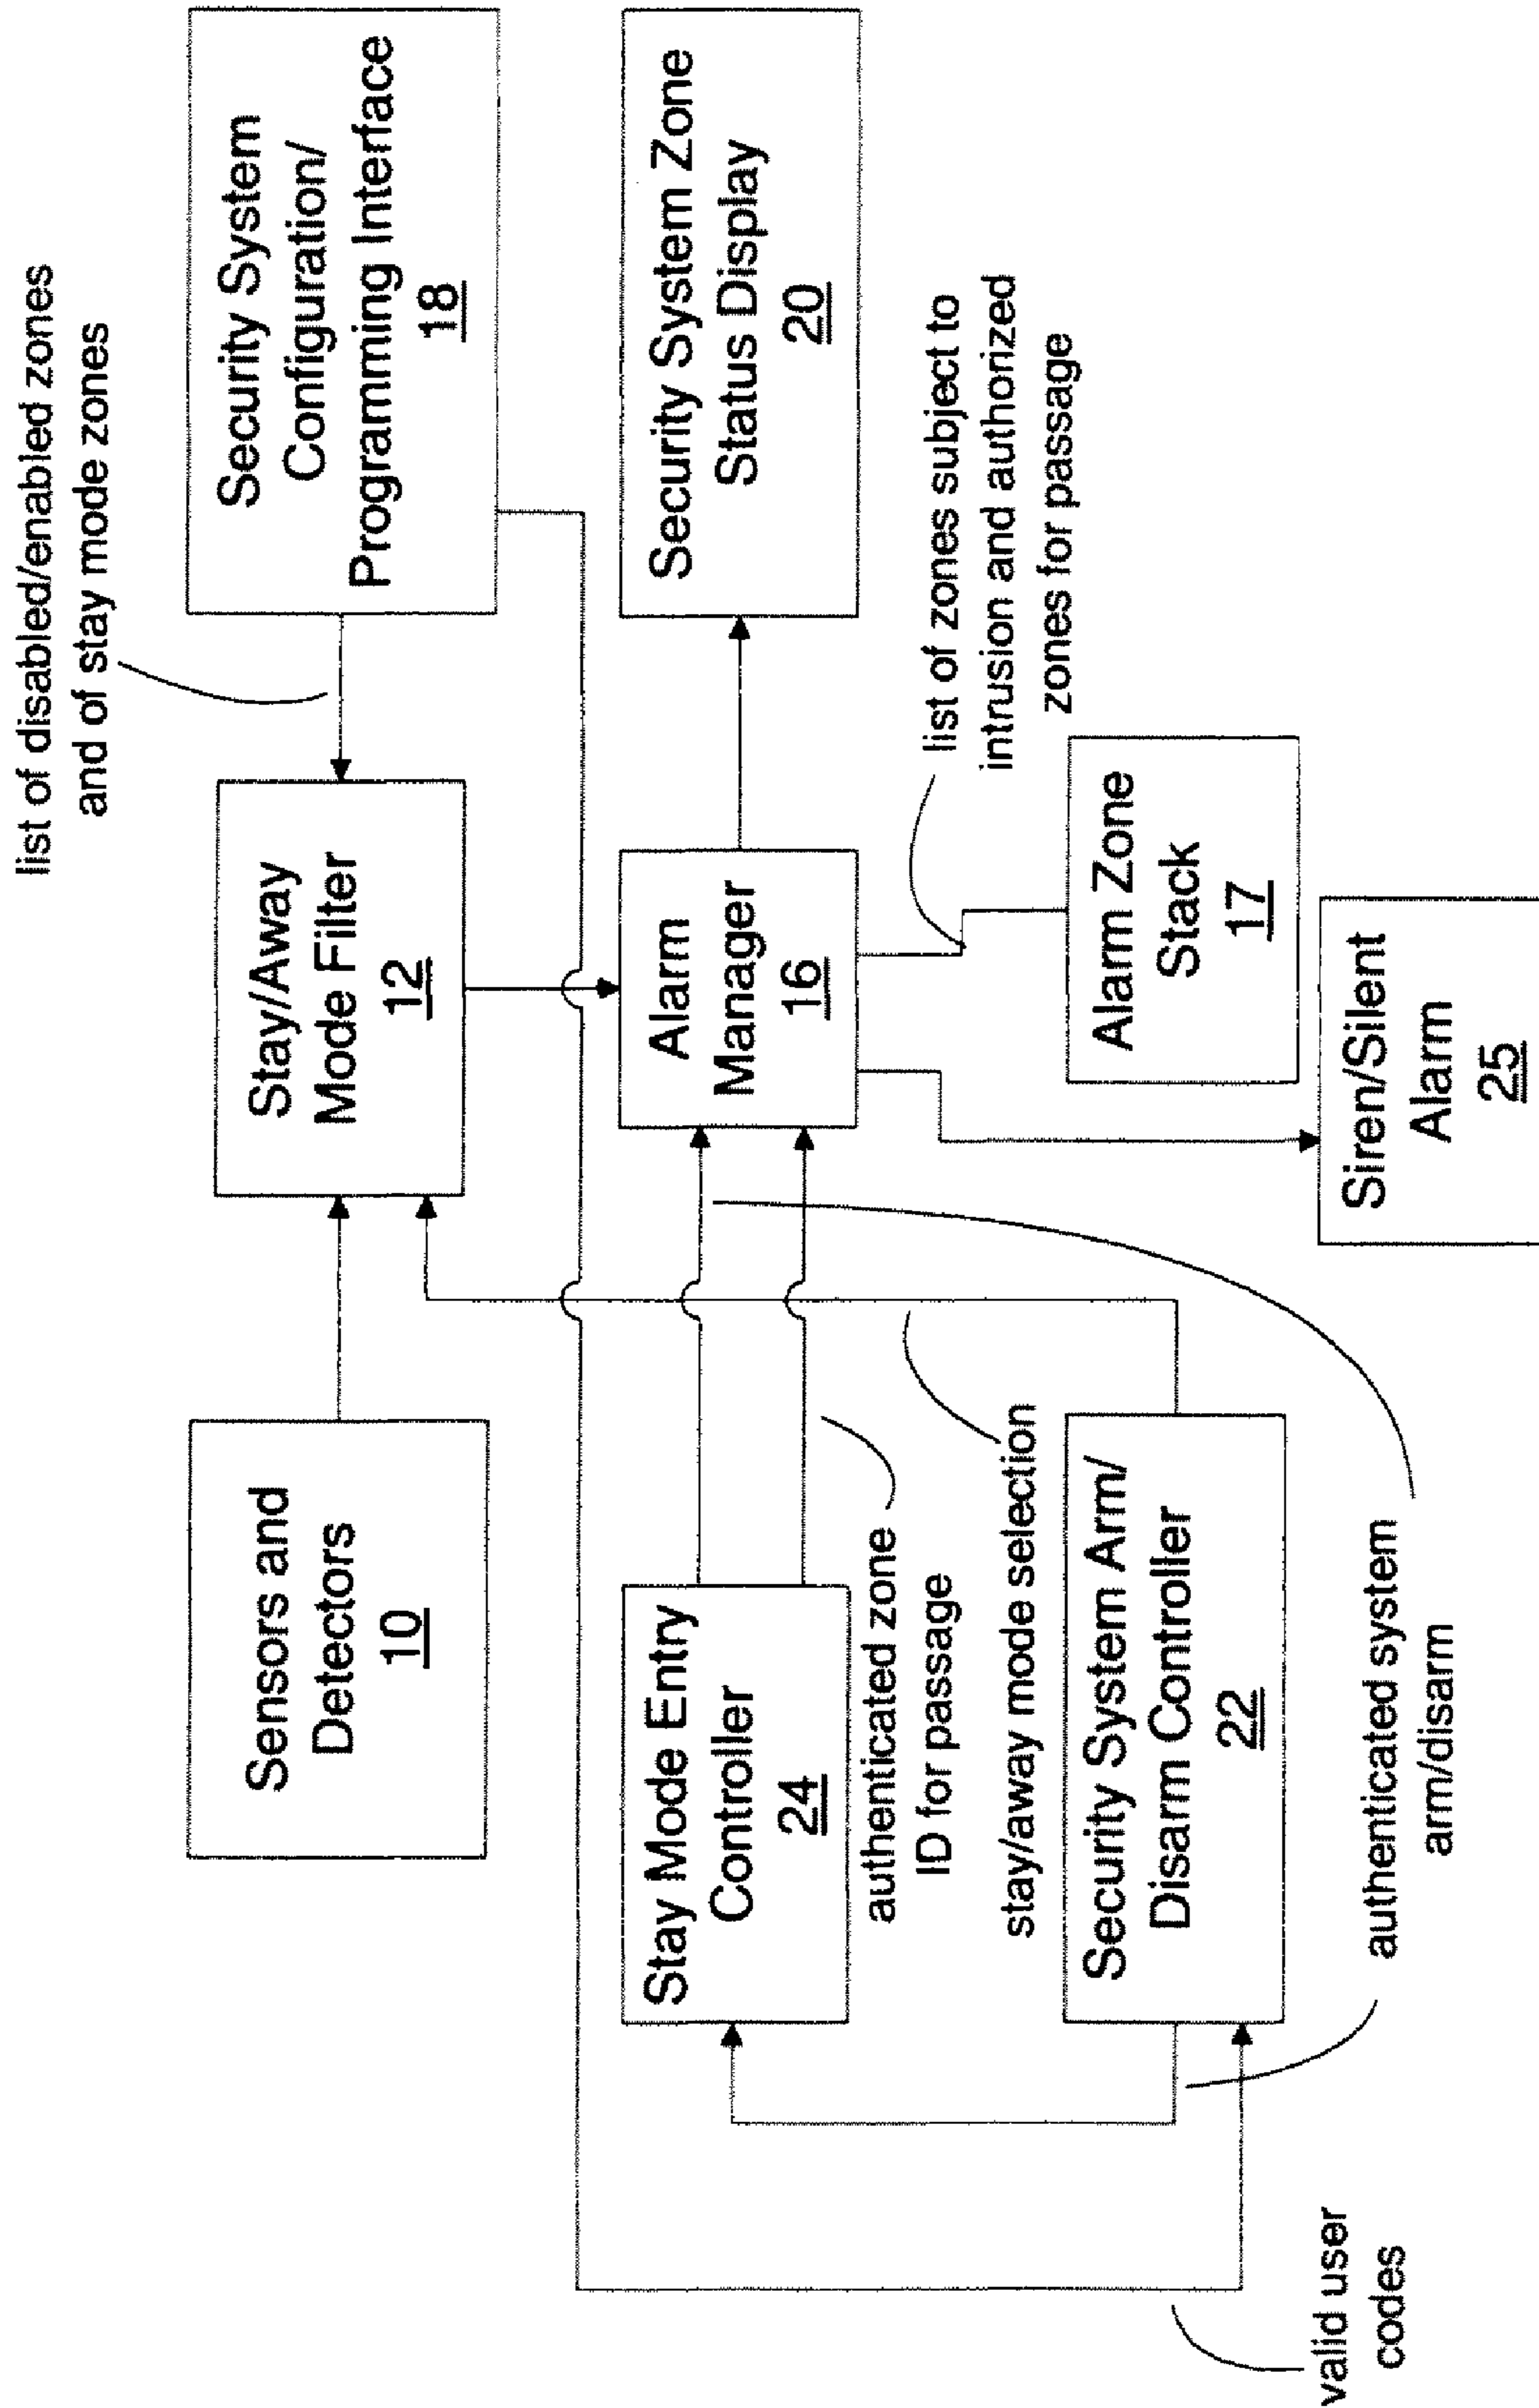 list of disabled/enabled zones
and of stay mode zones
Sensors and
Detectors
10
Stay/Away
Mode Filter
12
Security System
Configuration/
Programming Interface
18
Stay Mode Entry
Controller
24
Alarm
Manager
16
Security System Zone
Status Display
20
authenticated zone
ID for passage
list of zones subject to
intrusion and authorized
zones for passage
stay/away mode selection
Security System Arm/
Disarm Controller
22
Alarm Zone
Stack
17
valid user
codes
authenticated system
arm/disarm
Siren/Silent
Alarm
25